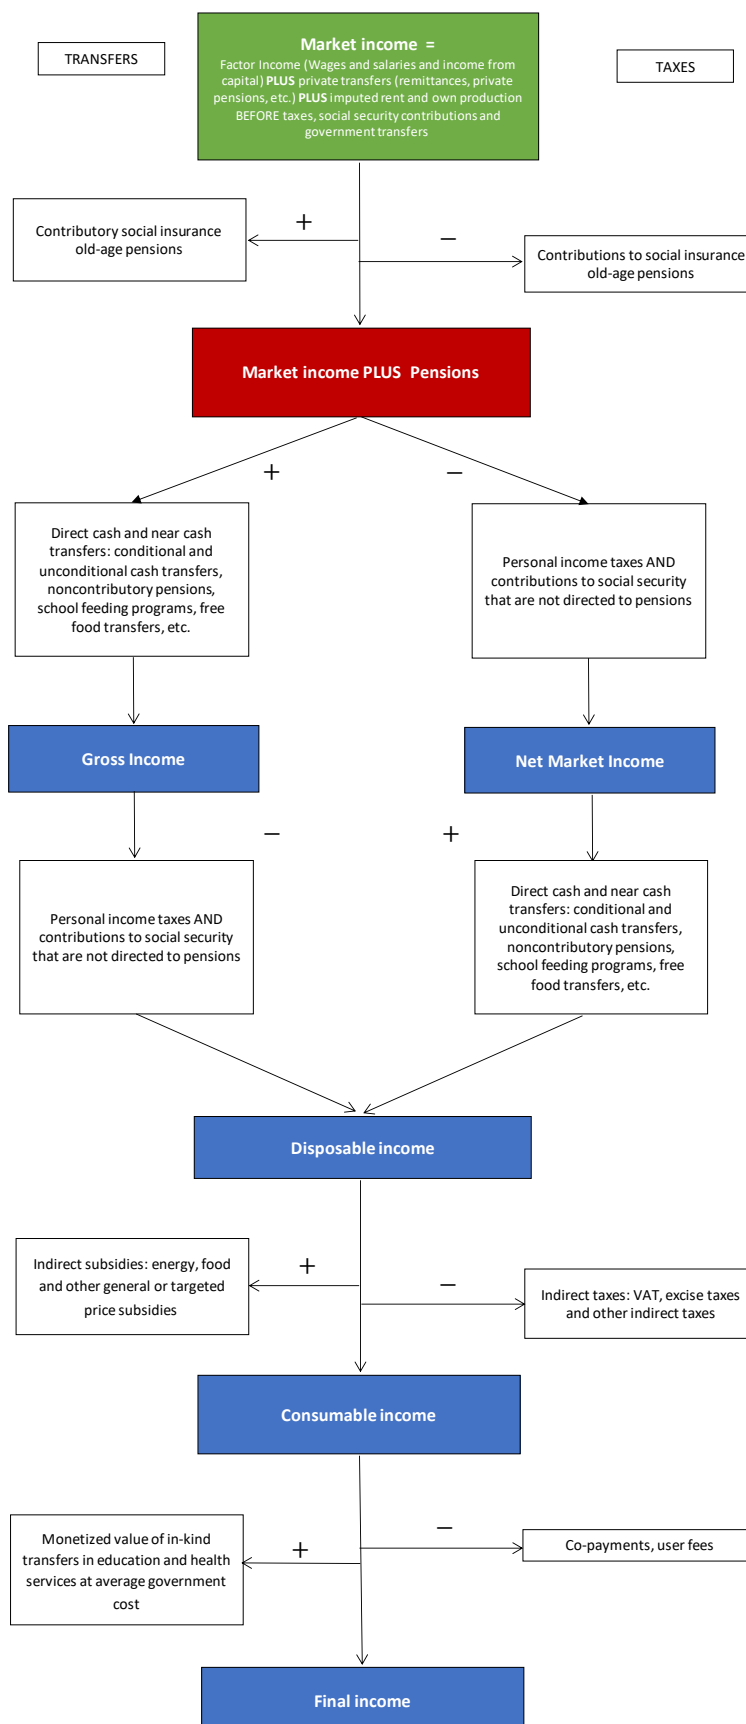 Market income =
TRANSFERS
Factor Income (Wages and salaries and income from
capital) PLUS private transfers (remittances, private
pensions, etc.) PLUS imputed rent and own production
BEFORE taxes, social security contributions and
government transfers
TAXES
+
−
Contributory social insurance
old-age pensions
Contributions to social insurance
old-age pensions
Market income PLUS Pensions
+
−
Direct cash and near cash
transfers: conditional and
unconditional cash transfers,
noncontributory pensions,
school feeding programs, free
food transfers, etc.
Personal income taxes AND
contributions to social security
that are not directed to pensions
Gross Income
Net Market Income
−
+
Personal income taxes AND
contributions to social security
that are not directed to pensions
Direct cash and near cash
transfers: conditional and
unconditional cash transfers,
noncontributory pensions,
school feeding programs, free
food transfers, etc.
Disposable income
+
−
Indirect subsidies: energy, food
and other general or targeted
price subsidies
Indirect taxes: VAT, excise taxes
and other indirect taxes
Consumable income
+
−
Monetized value of in-kind
transfers in education and health
services at average government
cost
Co-payments, user fees
Final income